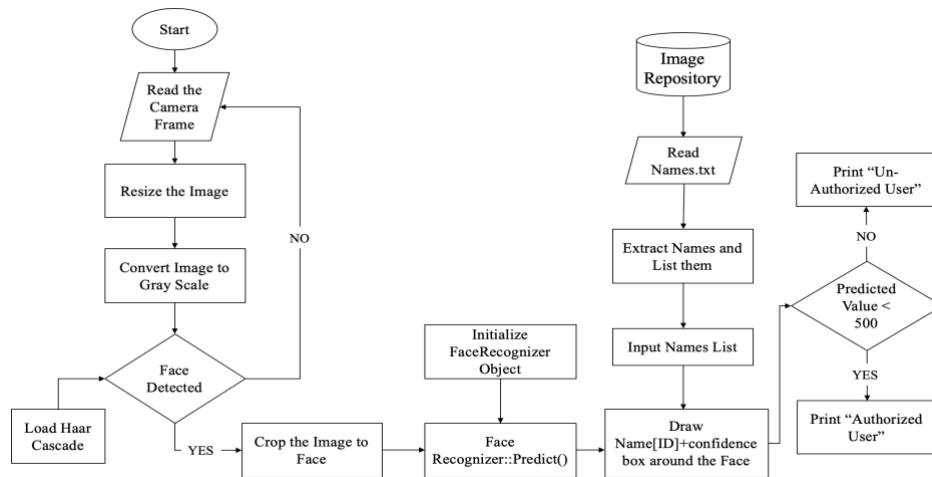 Start
Read the
Camera
Frame
Resize the Image
Convert Image to
Gray Scale
Face
Detected
NO
Load Haar
Cascade
YES
Crop the Image to
Face
Initialize
FaceRecognizer
Object
Face
Recognizer::Predict()
Image
Repository
Read
Names.txt
Extract Names and
List them
Input Names List
Draw
Name[ID]+confidence
box around the Face
Predicted
Value <
500
NO
Print “Un-
Authorized User”
YES
Print “Authorized
User”